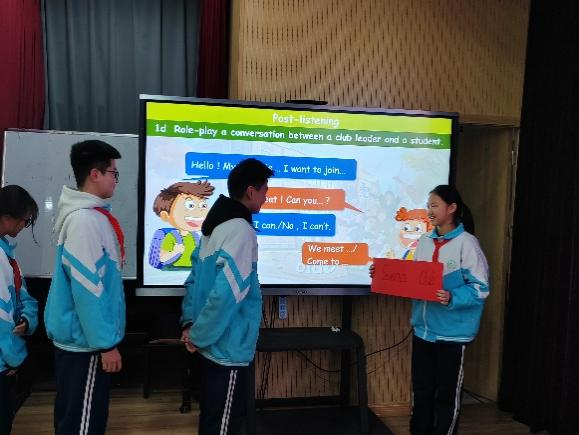 Post-listening
1d Role-play a conversation between a club leader and a student.
Hello ! My ... I want to join...
Can you... ?
I can./No , I can't.
We meet .../
Come to ...
Club